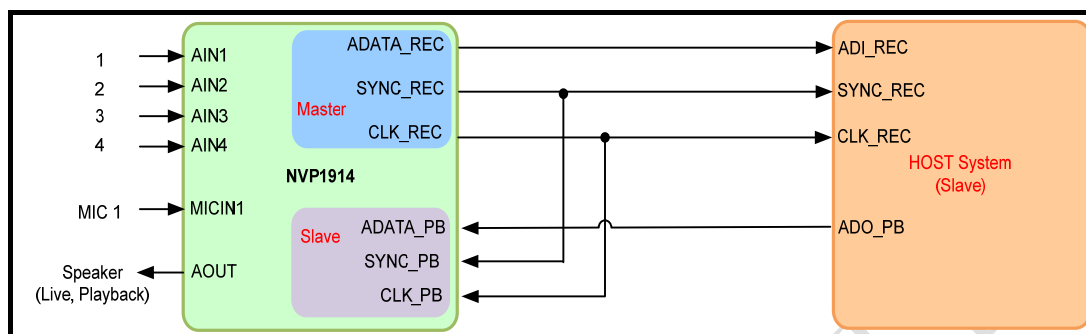 1
2
3
4
MIC 1
Speaker
(Live, Playback)
AIN1
AIN2
AIN3
AIN4
MICIN1
AOUT
NVP1914
ADATA_REC
SYNC_REC
Master
CLK_REC
Slave
ADATA_PB
SYNC_PB
CLK_PB
ADI_REC
SYNC_REC
CLK_REC
HOST System
(Slave)
ADO_PB